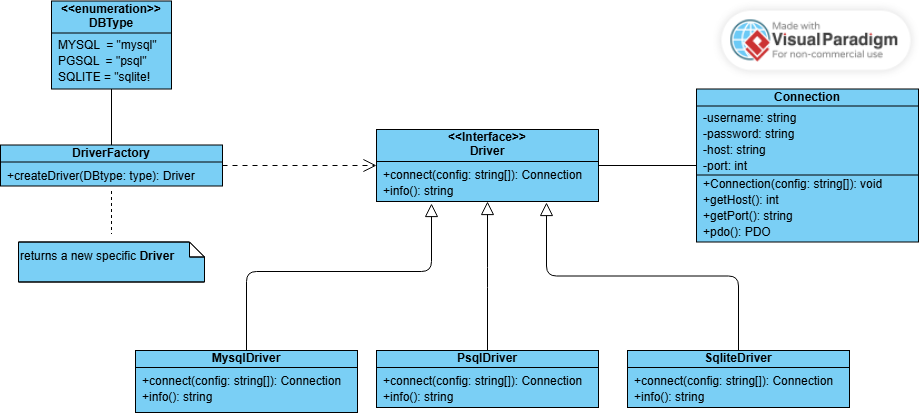 <<enumeration>>
DBType
MYSQL = "mysql"
PGSQL = "psql"
SQLITE = "sqlite!
Made with
VisualParadigm
For non-commercial use
DriverFactory
+createDriver(DBtype: type): Driver
returns a new specific Driver
<<Interface>>
Driver
+connect(config: string[]): Connection
+info(): string
Connection
-username: string
-password: string
-host: string
-port: int
+Connection(config: string[]): void
+getHost(): int
+getPort(): string
+pdo(): PDO
MysqlDriver
+connect(config: string[]): Connection
+info(): string
PsqlDriver
+connect(config: string[]): Connection
+info(): string
SqliteDriver
+connect(config: string[]): Connection
+info(): string